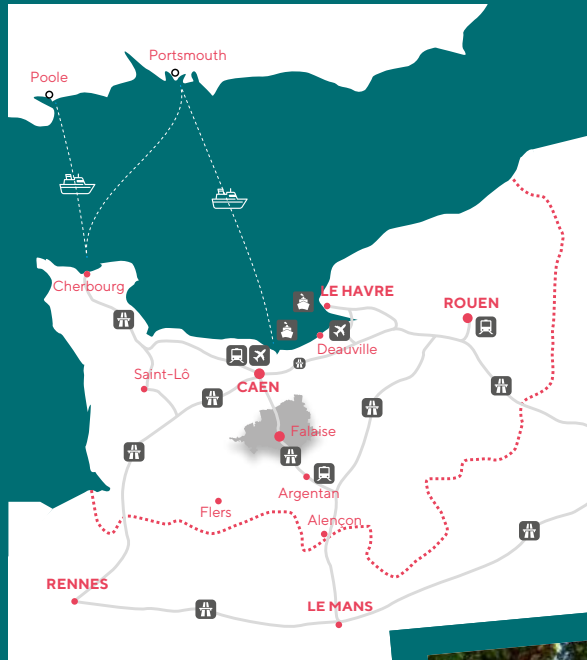 Portsmouth
Poole
Cherbourg
LE HAVRE
ROUEN
Deauville
Saint-Lô
CAEN
Falaise
Argentan
Flers
Alençon
RENNES
LE MANS